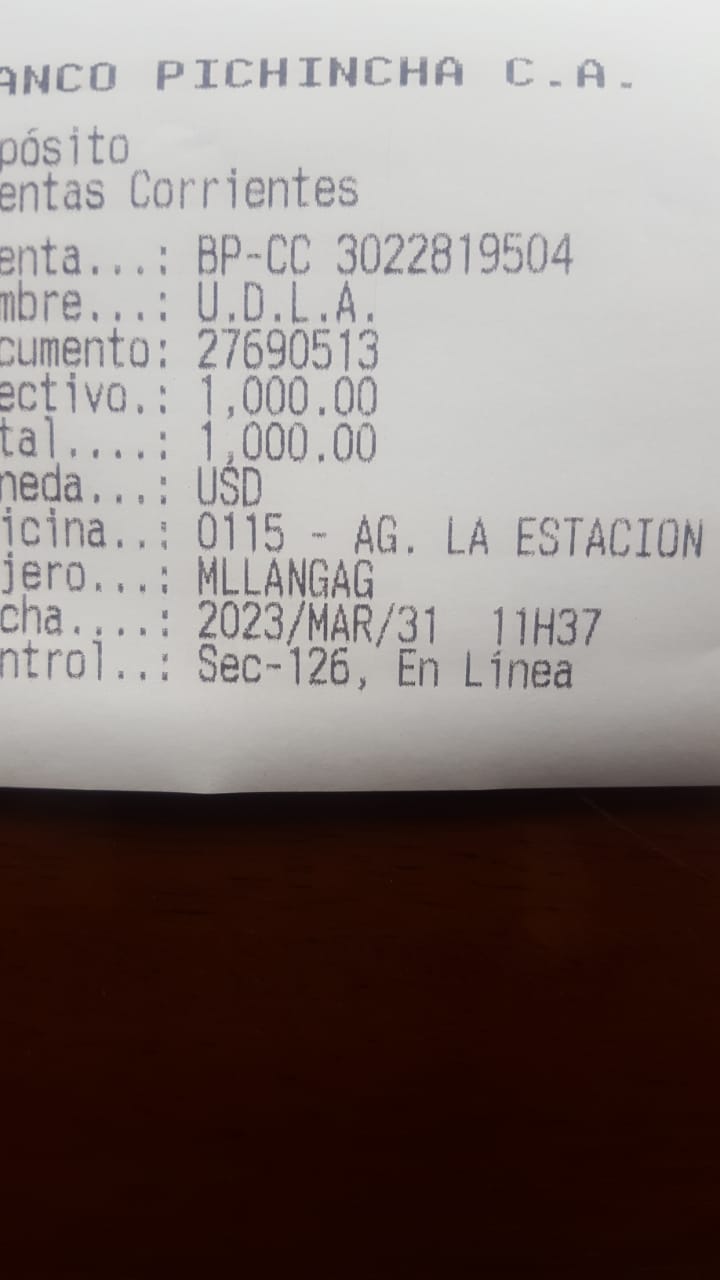 ANCO PICHINCHA C.A.
pósito
entas Corrientes
enta...: BP-CC 3022819504
mbre...: U.D.L.A.
cumento: 27690513
ectivo.: 1,000.00
tal....: 1,000.00
neda...: USD
icina..: 0115 - AG. LA ESTACION
jero...: MLLANGAG
cha....: 2023/MAR/31 11H37
ntrol..: Sec-126, En Línea